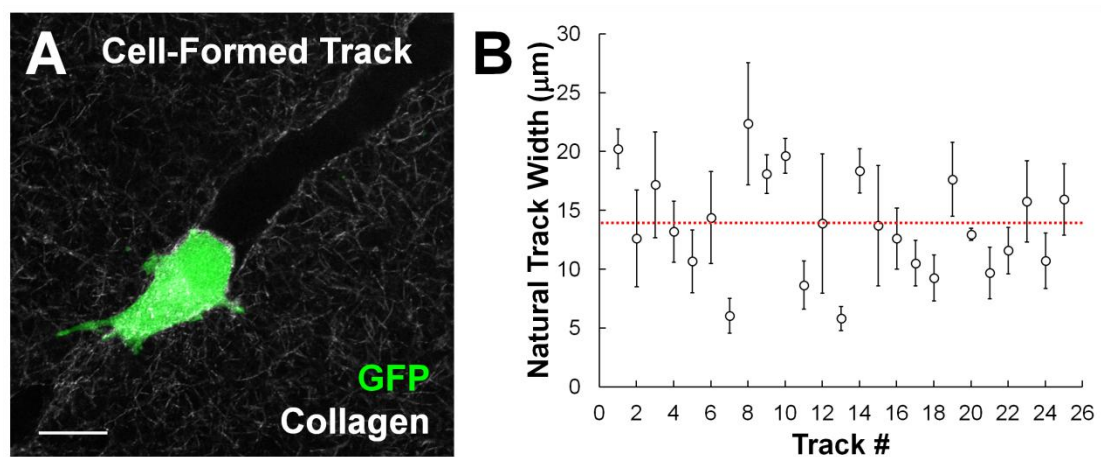 A
Cell-Formed Track
GFP
Collagen
B
Natural Track Width (μm)
30
25
20
15
10
5
0
0 2 4 6 8 10 12 14 16 18 20 22 24 26
Track #